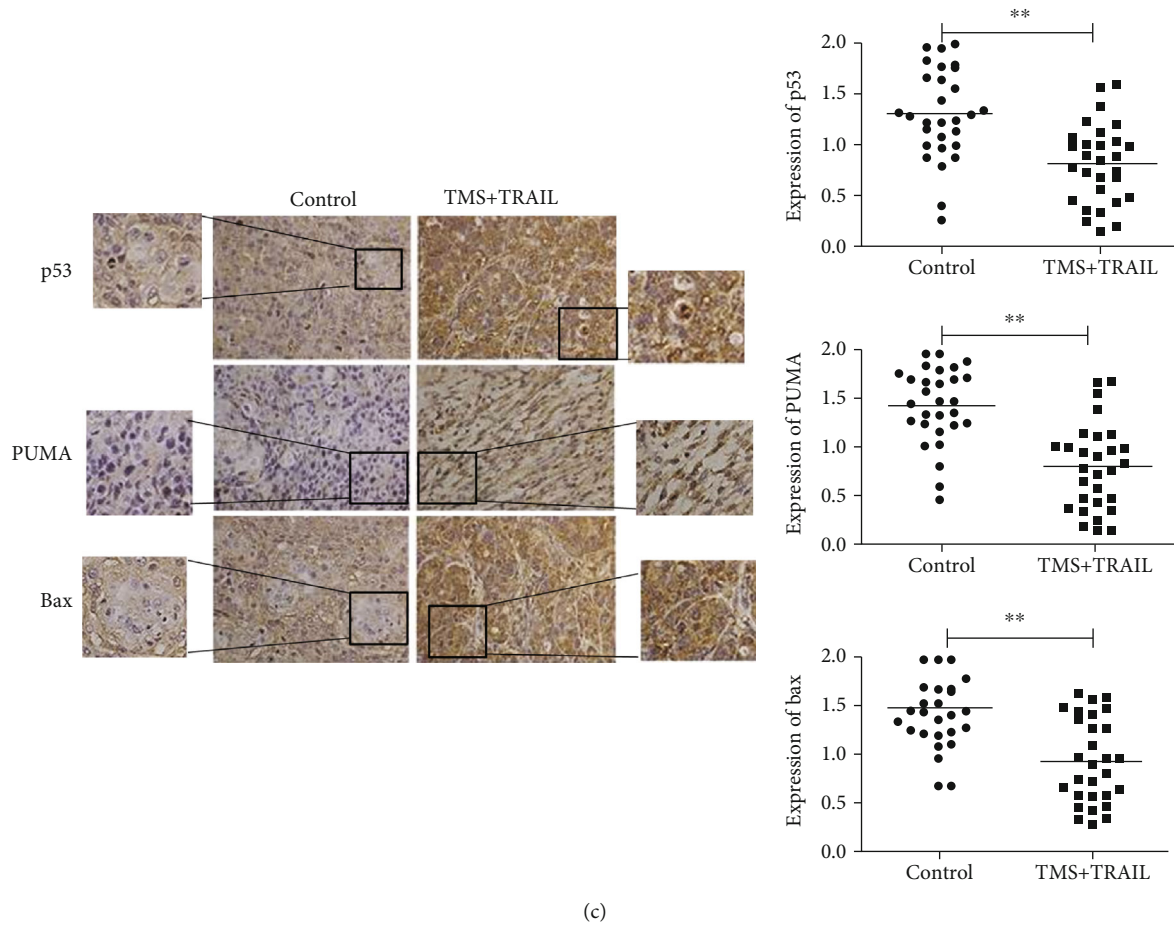 Control
TMS+TRAIL
p53
PUMA
Bax
**
Expression of p53
2.0
1.5
1.0
0.5
0.0
Control
TMS+TRAIL
**
Expression of PUMA
2.0
1.5
1.0
0.5
0.0
Control
TMS+TRAIL
**
Expression of bax
2.0
1.5
1.0
0.5
0.0
Control
TMS+TRAIL
(c)